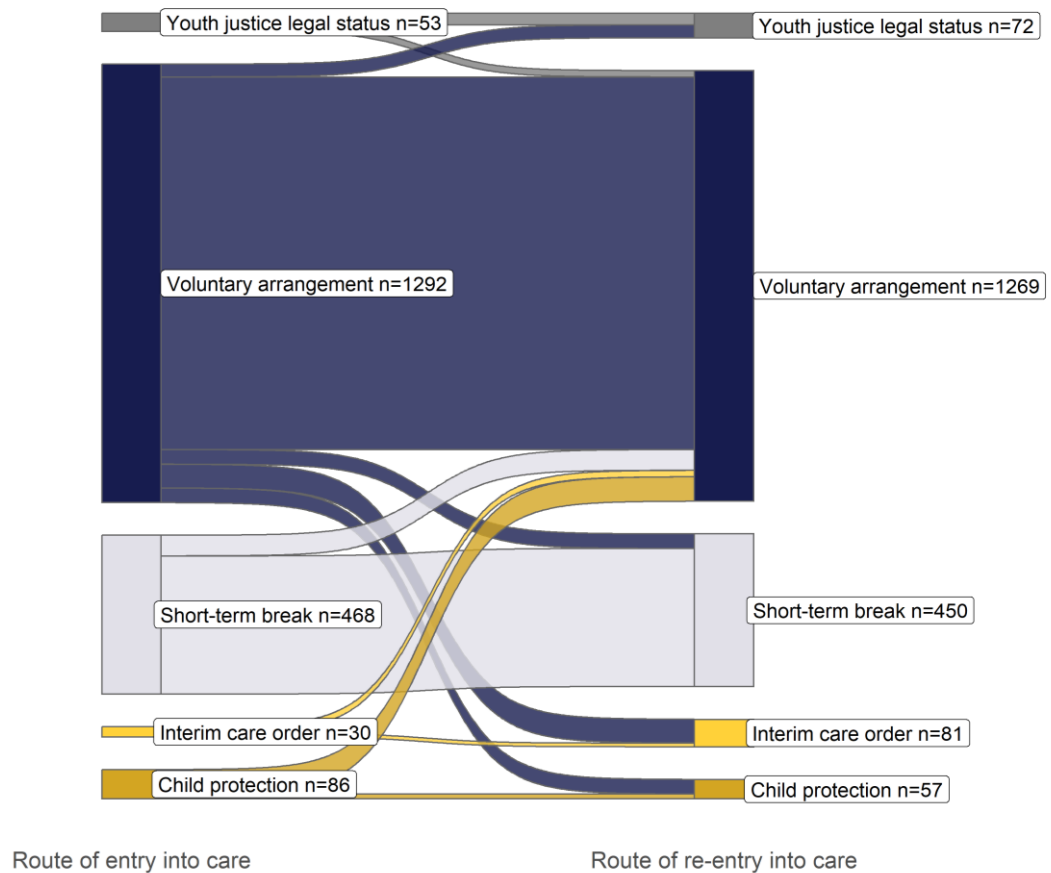 Youth justice legal status n=53
Youth justice legal status n=72
Voluntary arrangement n=1292
Voluntary arrangement n=1269
Short-term break n=468
Short-term break n=450
Interim care order n=30
Interim care order n=81
Child protection n=86
Child protection n=57
Route of entry into care
Route of re-entry into care